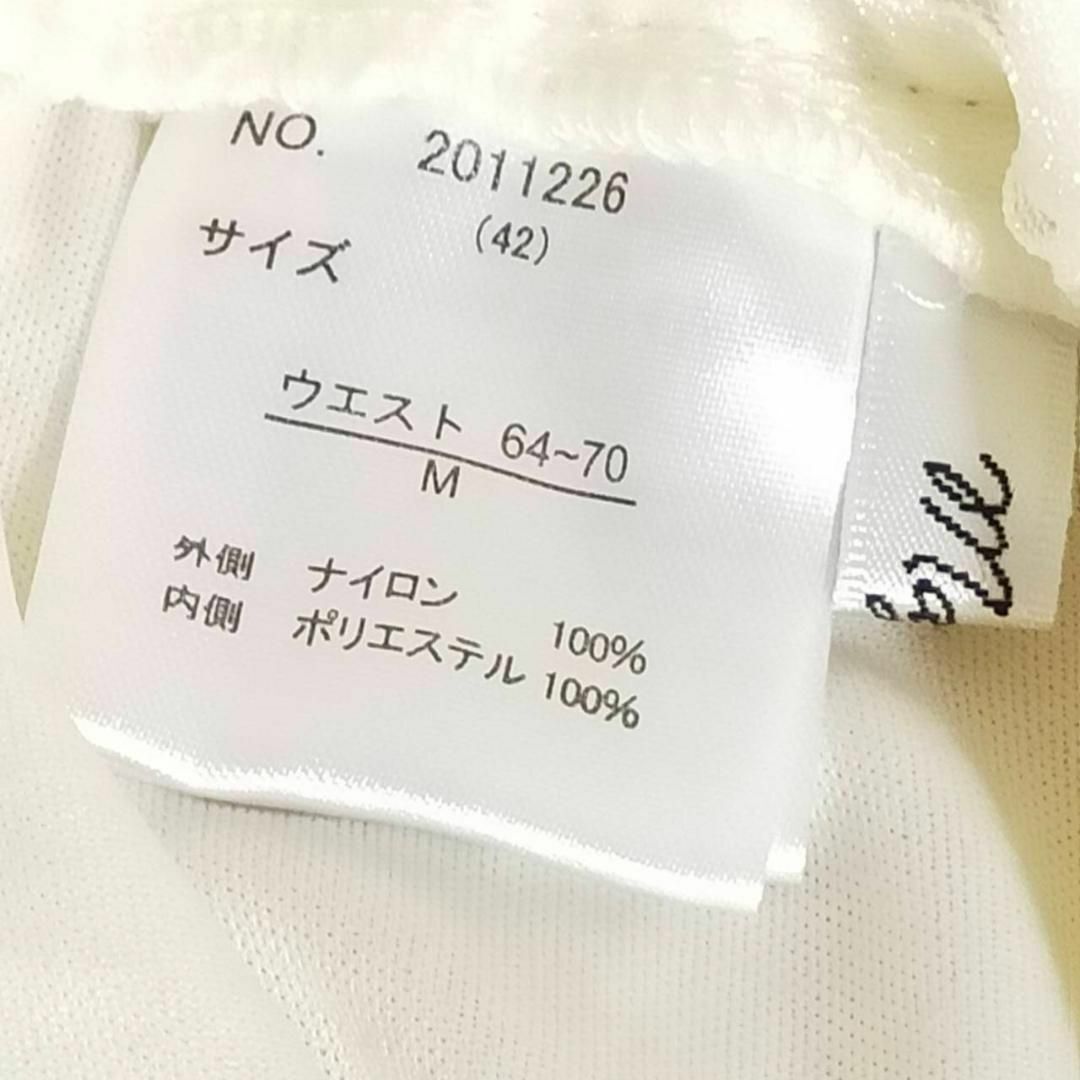 NO. 2011226
サイズ (42)
ウエスト 64~70
M
外側 ナイロン 100%
内側 ポリエステル 100%